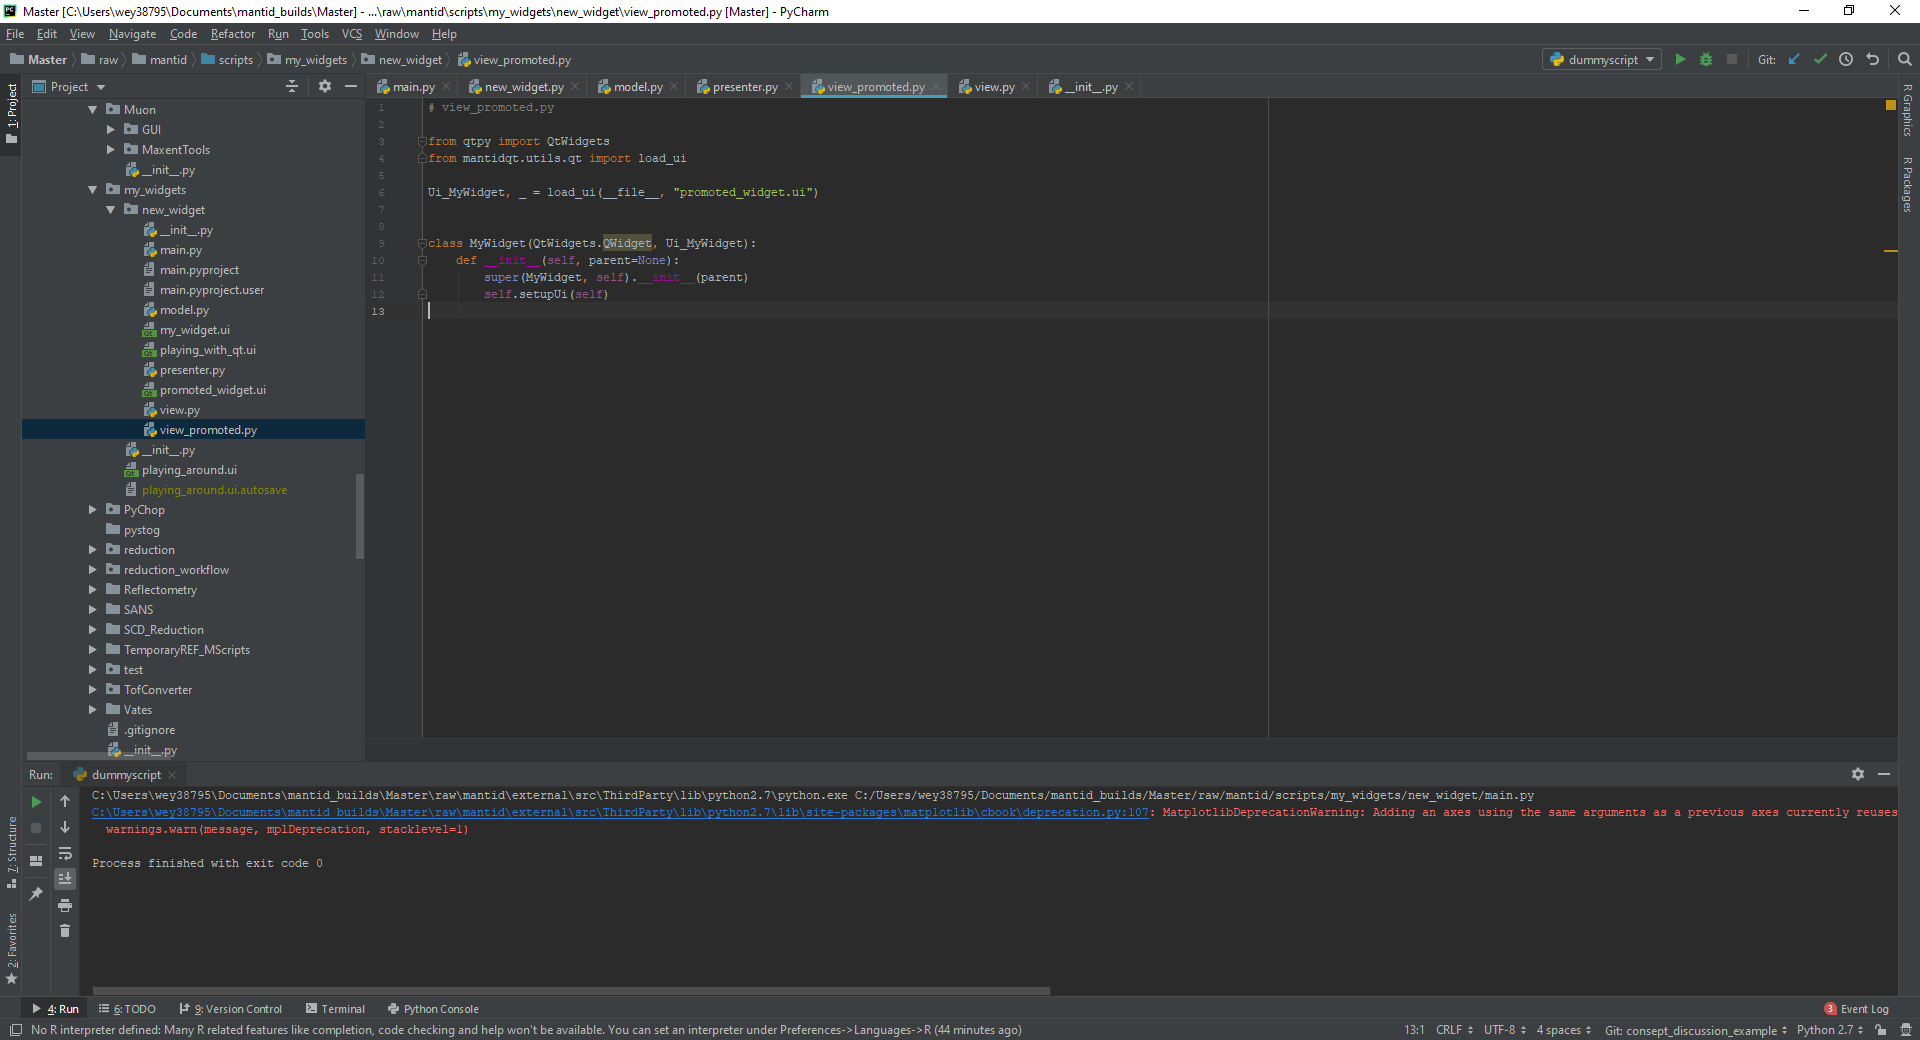 Master [C:\Users\wey38795\Documents\mantid_builds\Master] - ...\raw\mantid\scripts\my_widgets\new_widget\view_promoted.py [Master] - PyCharm
File Edit View Navigate Code Refactor Run Tools VCS Window Help
Master raw mantid scripts my_widgets new_widget view_promoted.py dummyscript Git:
1: Project
Project
main.py new_widget.py model.py presenter.py view_promoted.py view.py __init__.py
Muon
GUI
MaxentTools
__init__.py
my_widgets
new_widget
__init__.py
main.py
main.pyproject
main.pyproject.user
model.py
my_widget.ui
playing_with_qt.ui
presenter.py
promoted_widget.ui
view.py
view_promoted.py
__init__.py
playing_around.ui
playing_around.ui.autosave
PyChop
pystog
reduction
reduction_workflow
Reflectometry
SANS
SCD_Reduction
TemporaryREF_MScripts
test
TofConverter
Vates
.gitignore
__init__.py
1 # view_promoted.py
2
3 from qtpy import QtWidgets
4 from mantidqt.utils.qt import load_ui
5
6 Ui_MyWidget, _ = load_ui(__file__, "promoted_widget.ui")
7
8
9 class MyWidget(QtWidgets.QWidget, Ui_MyWidget):
10 def __init__(self, parent=None):
11 super(MyWidget, self).__init__(parent)
12 self.setupUi(self)
13
R Graphics
R Packages
Run: dummyscript
C:\Users\wey38795\Documents\mantid_builds\Master\raw\mantid\external\src\ThirdParty\lib\python2.7\python.exe C:/Users/wey38795/Documents/mantid_builds/Master/raw/mantid/scripts/my_widgets/new_widget/main.py
C:\Users\wey38795\Documents\mantid_builds\Master\raw\mantid\external\src\ThirdParty\lib\python2.7\lib\site-packages\matplotlib\cbook\deprecation.py:107: MatplotlibDeprecationWarning: Adding an axes using the same arguments as a previous axes currently reuses
warnings.warn(message, mplDeprecation, stacklevel=1)
Process finished with exit code 0
7: Structure
2: Favorites
4: Run 6: TODO 9: Version Control Terminal Python Console 3 Event Log
No R interpreter defined: Many R related features like completion, code checking and help won't be available. You can set an interpreter under Preferences->Languages->R (44 minutes ago) 13:1 CRLF UTF-8 4 spaces Git: consept_discussion_example Python 2.7